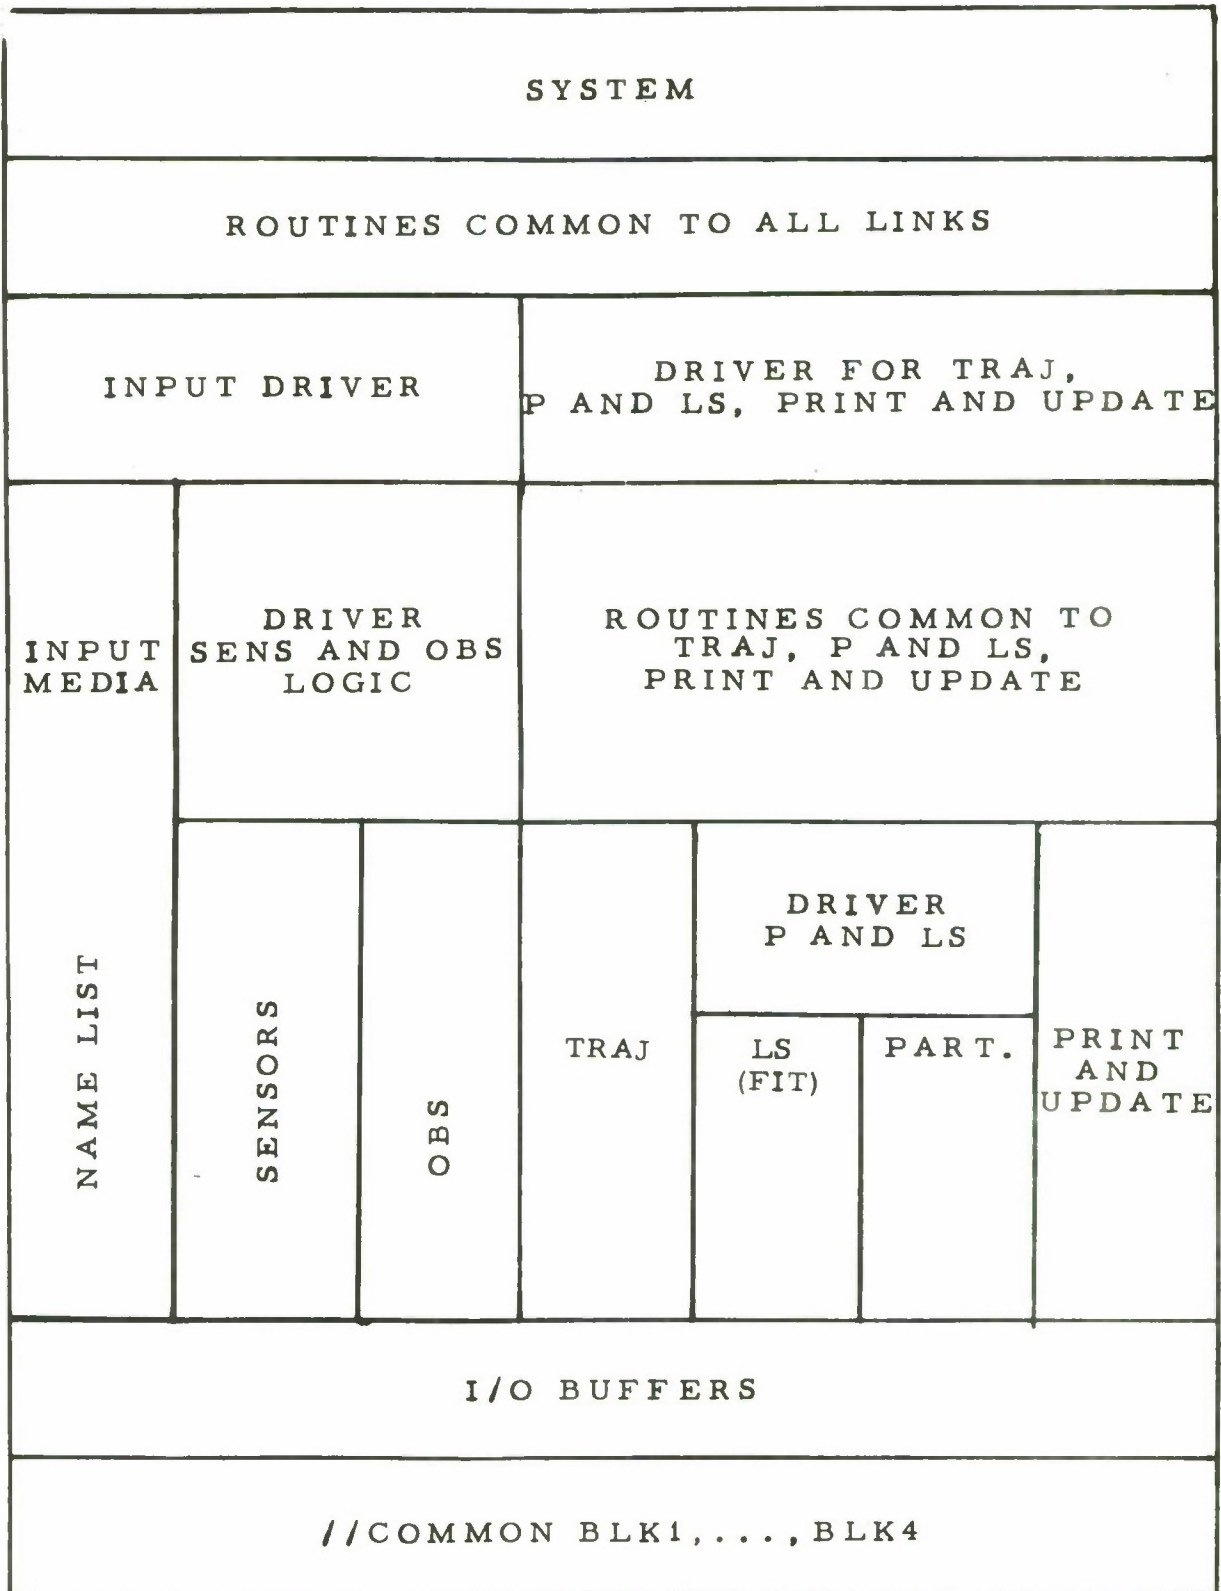 SYSTEM
ROUTINES COMMON TO ALL LINKS
INPUT DRIVER
DRIVER FOR TRAJ,
P AND LS, PRINT AND UPDATE
INPUT
MEDIA
NAME LIST
DRIVER
SENS AND OBS
LOGIC
ROUTINES COMMON TO
TRAJ, P AND LS,
PRINT AND UPDATE
SENSORS
OBS
TRAJ
DRIVER
P AND LS
LS
(FIT)
PART.
PRINT
AND
UPDATE
I/O BUFFERS
//COMMON BLK1,...,BLK4